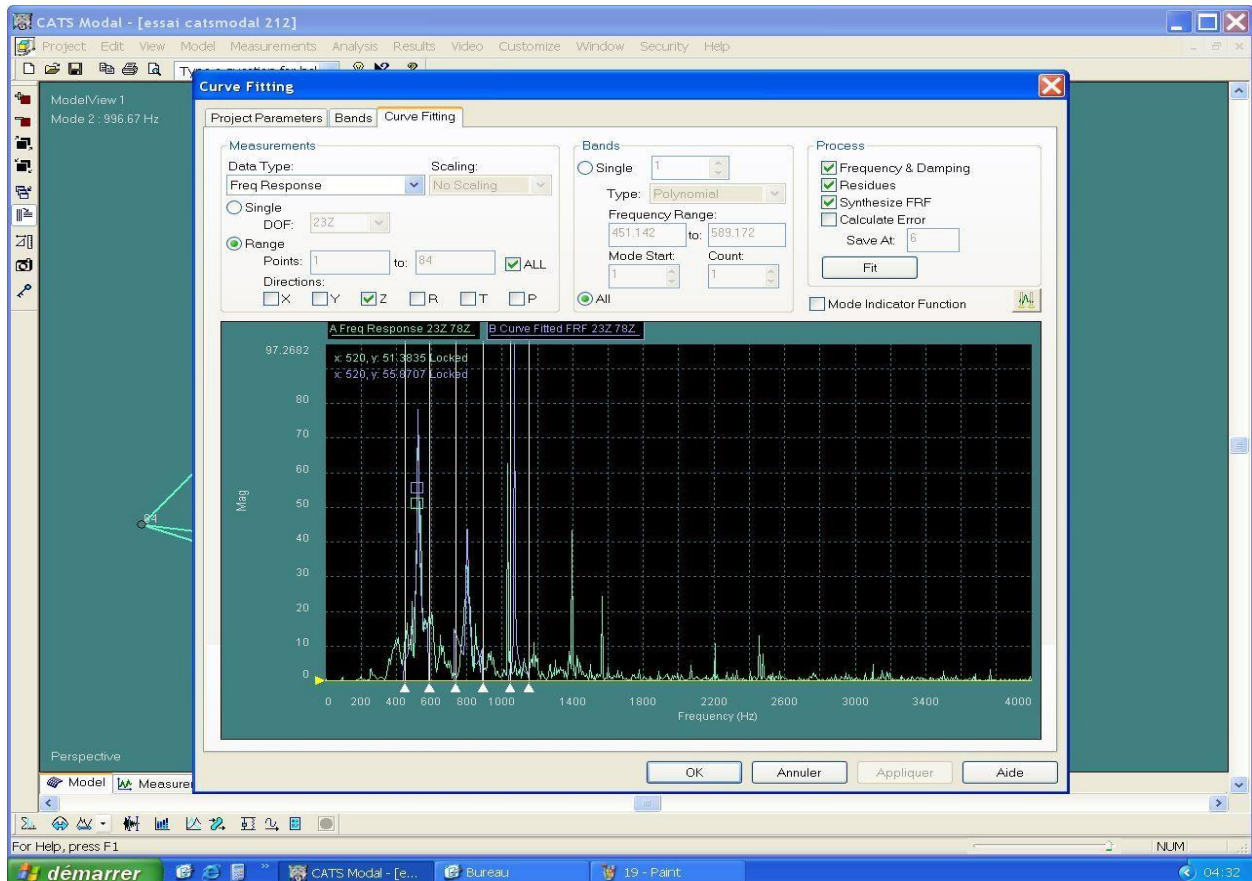 CATS Modal - [essai catsmodal 212]
Project Edit View Model Measurements Analysis Results Video Customize Window Security Help
ModelView 1
Mode 2 : 996.67 Hz
Curve Fitting
Project Parameters Bands Curve Fitting
Measurements
Data Type: Scaling:
Freq Response No Scaling
Single
DOF: 23Z
Range
Points: 1 to: 84 ALL
Directions:
X Y Z R T P
Bands
Single 1
Type: Polynomial
Frequency Range:
451.142 to: 589.172
Mode Start: Count:
1 1
All
Process
Frequency & Damping
Residues
Synthesize FRF
Calculate Error
Save At: 6
Fit
Mode Indicator Function
A Freq Response 23Z 78Z B Curve Fitted FRF 23Z 78Z
97.2682
x: 520, y: 51.3835 Locked
x: 520, y: 55.8707 Locked
80
70
60
50
40
30
20
10
0
Mag
0 200 400 600 800 1000 1400 1800 2200 2600 3000 3400 4000
Frequency (Hz)
84
Perspective
OK Annuler Appliquer Aide
Model Measure
For Help, press F1 NUM
démarrer CATS Modal - [e... Bureau 19 - Paint 04:32